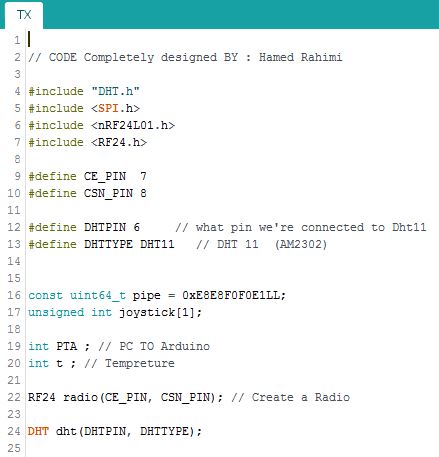 TX
1
2 // CODE Completely designed BY : Hamed Rahimi
3
4 #include "DHT.h"
5 #include <SPI.h>
6 #include <nRF24L01.h>
7 #include <RF24.h>
8
9 #define CE_PIN  7
10 #define CSN_PIN 8
11
12 #define DHTPIN 6     // what pin we're connected to Dht11
13 #define DHTTYPE DHT11   // DHT 11  (AM2302)
14
15
16 const uint64_t pipe = 0xE8E8F0F0E1LL;
17 unsigned int joystick[1];
18
19 int PTA ; // PC TO Arduino
20 int t ; // Tempreture
21
22 RF24 radio(CE_PIN, CSN_PIN); // Create a Radio
23
24 DHT dht(DHTPIN, DHTTYPE);
25